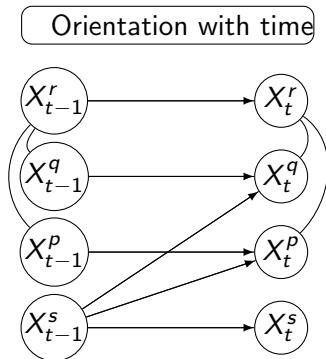 Orientation with time
X^r_{t−1} X^r_t
X^q_{t−1} X^q_t
X^p_{t−1} X^p_t
X^s_{t−1} X^s_t